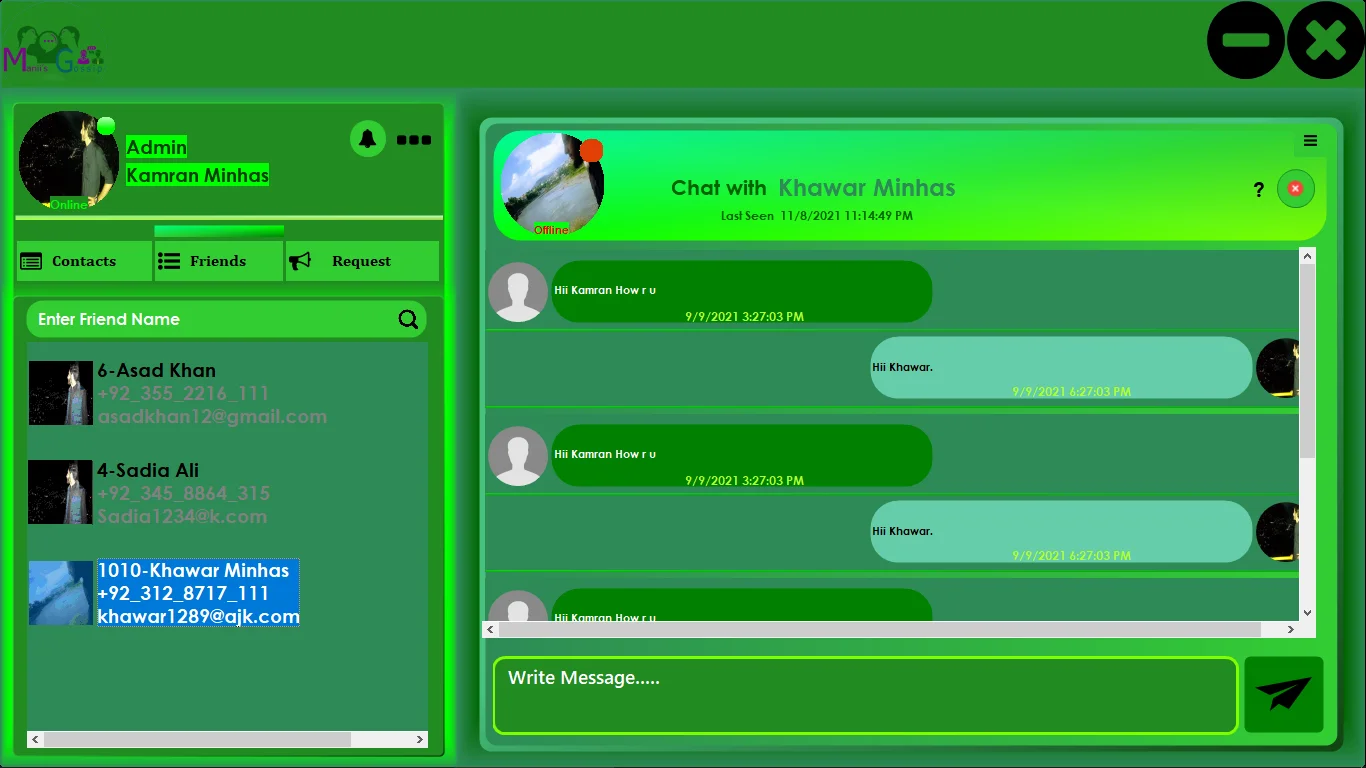 Manii's Gossip
Admin
Kamran Minhas
Online
Contacts
Friends
Request
Enter Friend Name
6-Asad Khan
+92_355_2216_111
asadkhan12@gmail.com
4-Sadia Ali
+92_345_8864_315
Sadia1234@k.com
1010-Khawar Minhas
+92_312_8717_111
khawar1289@ajk.com
Chat with Khawar Minhas
Last Seen 11/8/2021 11:14:49 PM
?
Offline
Hii Kamran How r u
9/9/2021 3:27:03 PM
Hii Khawar.
9/9/2021 6:27:03 PM
Hii Kamran How r u
9/9/2021 3:27:03 PM
Hii Khawar.
9/9/2021 6:27:03 PM
Hii Kamran How r u
Write Message.....